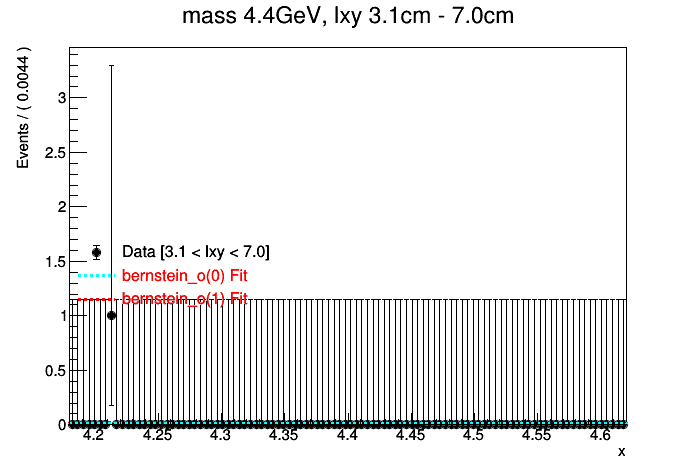 mass 4.4GeV, lxy 3.1cm - 7.0cm
Events / ( 0.0044 )
3
2.5
2
1.5
1
0.5
0
Data [3.1 < lxy < 7.0]
bernstein_o(0) Fit
bernstein_o(1) Fit
4.2 4.25 4.3 4.35 4.4 4.45 4.5 4.55 4.6
x